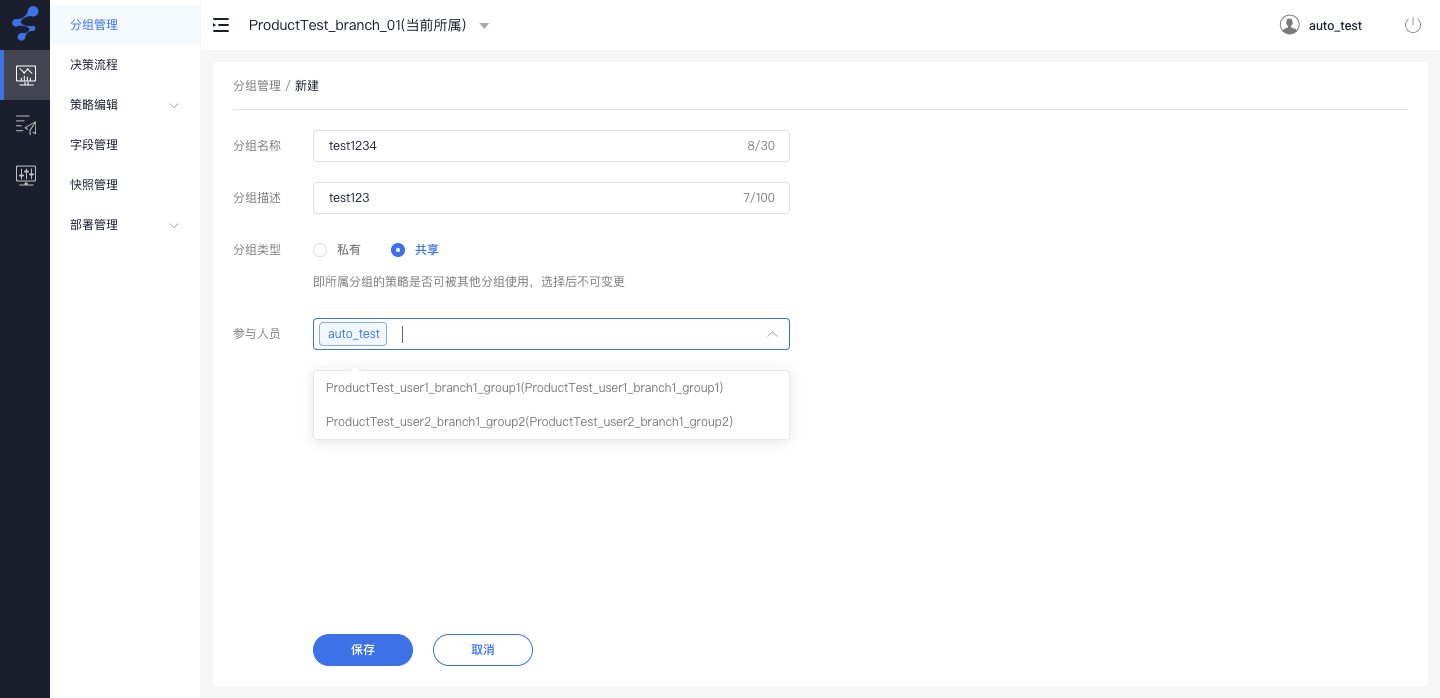 分组管理
决策流程
策略编辑
字段管理
快照管理
部署管理
ProductTest_branch_01(当前所属)
auto_test
分组管理 / 新建
分组名称 test1234 8/30
分组描述 test123 7/100
分组类型 私有 共享
即所属分组的策略是否可被其他分组使用，选择后不可变更
参与人员 auto_test
ProductTest_user1_branch1_group1(ProductTest_user1_branch1_group1)
ProductTest_user2_branch1_group2(ProductTest_user2_branch1_group2)
保存 取消